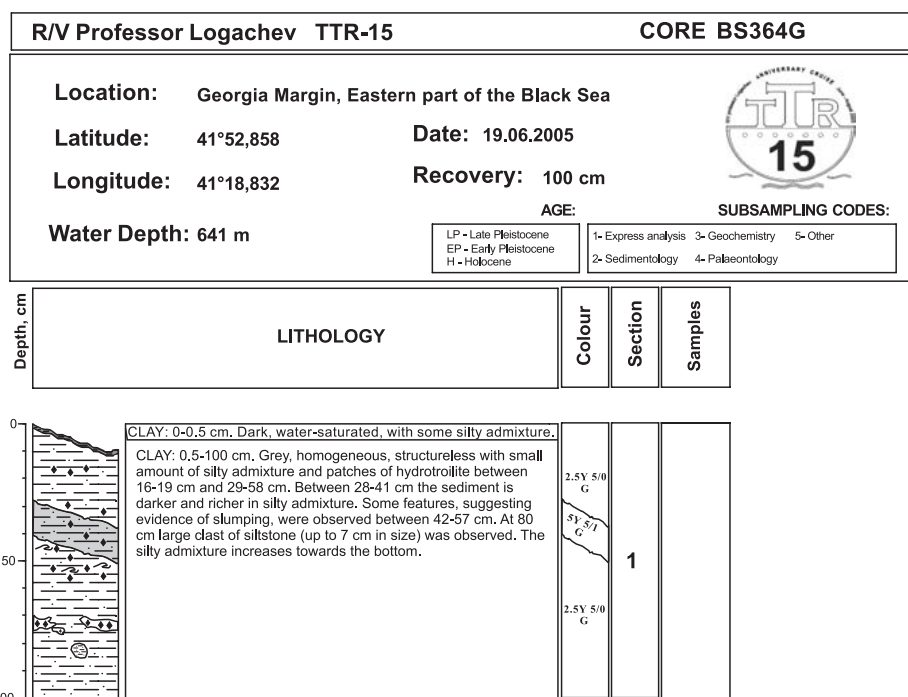 R/V Professor Logachev TTR-15 CORE BS364G
Location: Georgia Margin, Eastern part of the Black Sea
Latitude: 41°52,858 Date: 19.06.2005
Longitude: 41°18,832 Recovery: 100 cm
Water Depth: 641 m
ANNIVERSARY CRUISE
TTR
15
AGE:
LP - Late Pleistocene
EP - Early Pleistocene
H - Holocene
SUBSAMPLING CODES:
1- Express analysis 3- Geochemistry 5- Other
2- Sedimentology 4- Palaeontology
Depth, cm
LITHOLOGY
Colour
Section
Samples
0
CLAY: 0-0.5 cm. Dark, water-saturated, with some silty admixture.
CLAY: 0.5-100 cm. Grey, homogeneous, structureless with small
amount of silty admixture and patches of hydrotroilite between
16-19 cm and 29-58 cm. Between 28-41 cm the sediment is
darker and richer in silty admixture. Some features, suggesting
evidence of slumping, were observed between 42-57 cm. At 80
cm large clast of siltstone (up to 7 cm in size) was observed. The
silty admixture increases towards the bottom.
2.5Y 5/0
G
5Y 5/1
G
50
1
2.5Y 5/0
G